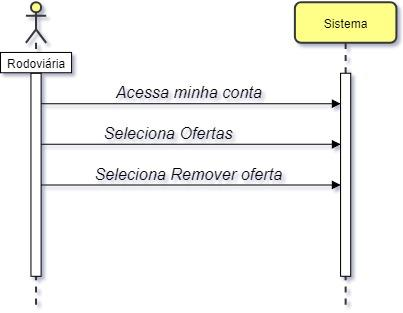 Sistema
Rodoviária
Acessa minha conta
Seleciona Ofertas
Seleciona Remover oferta